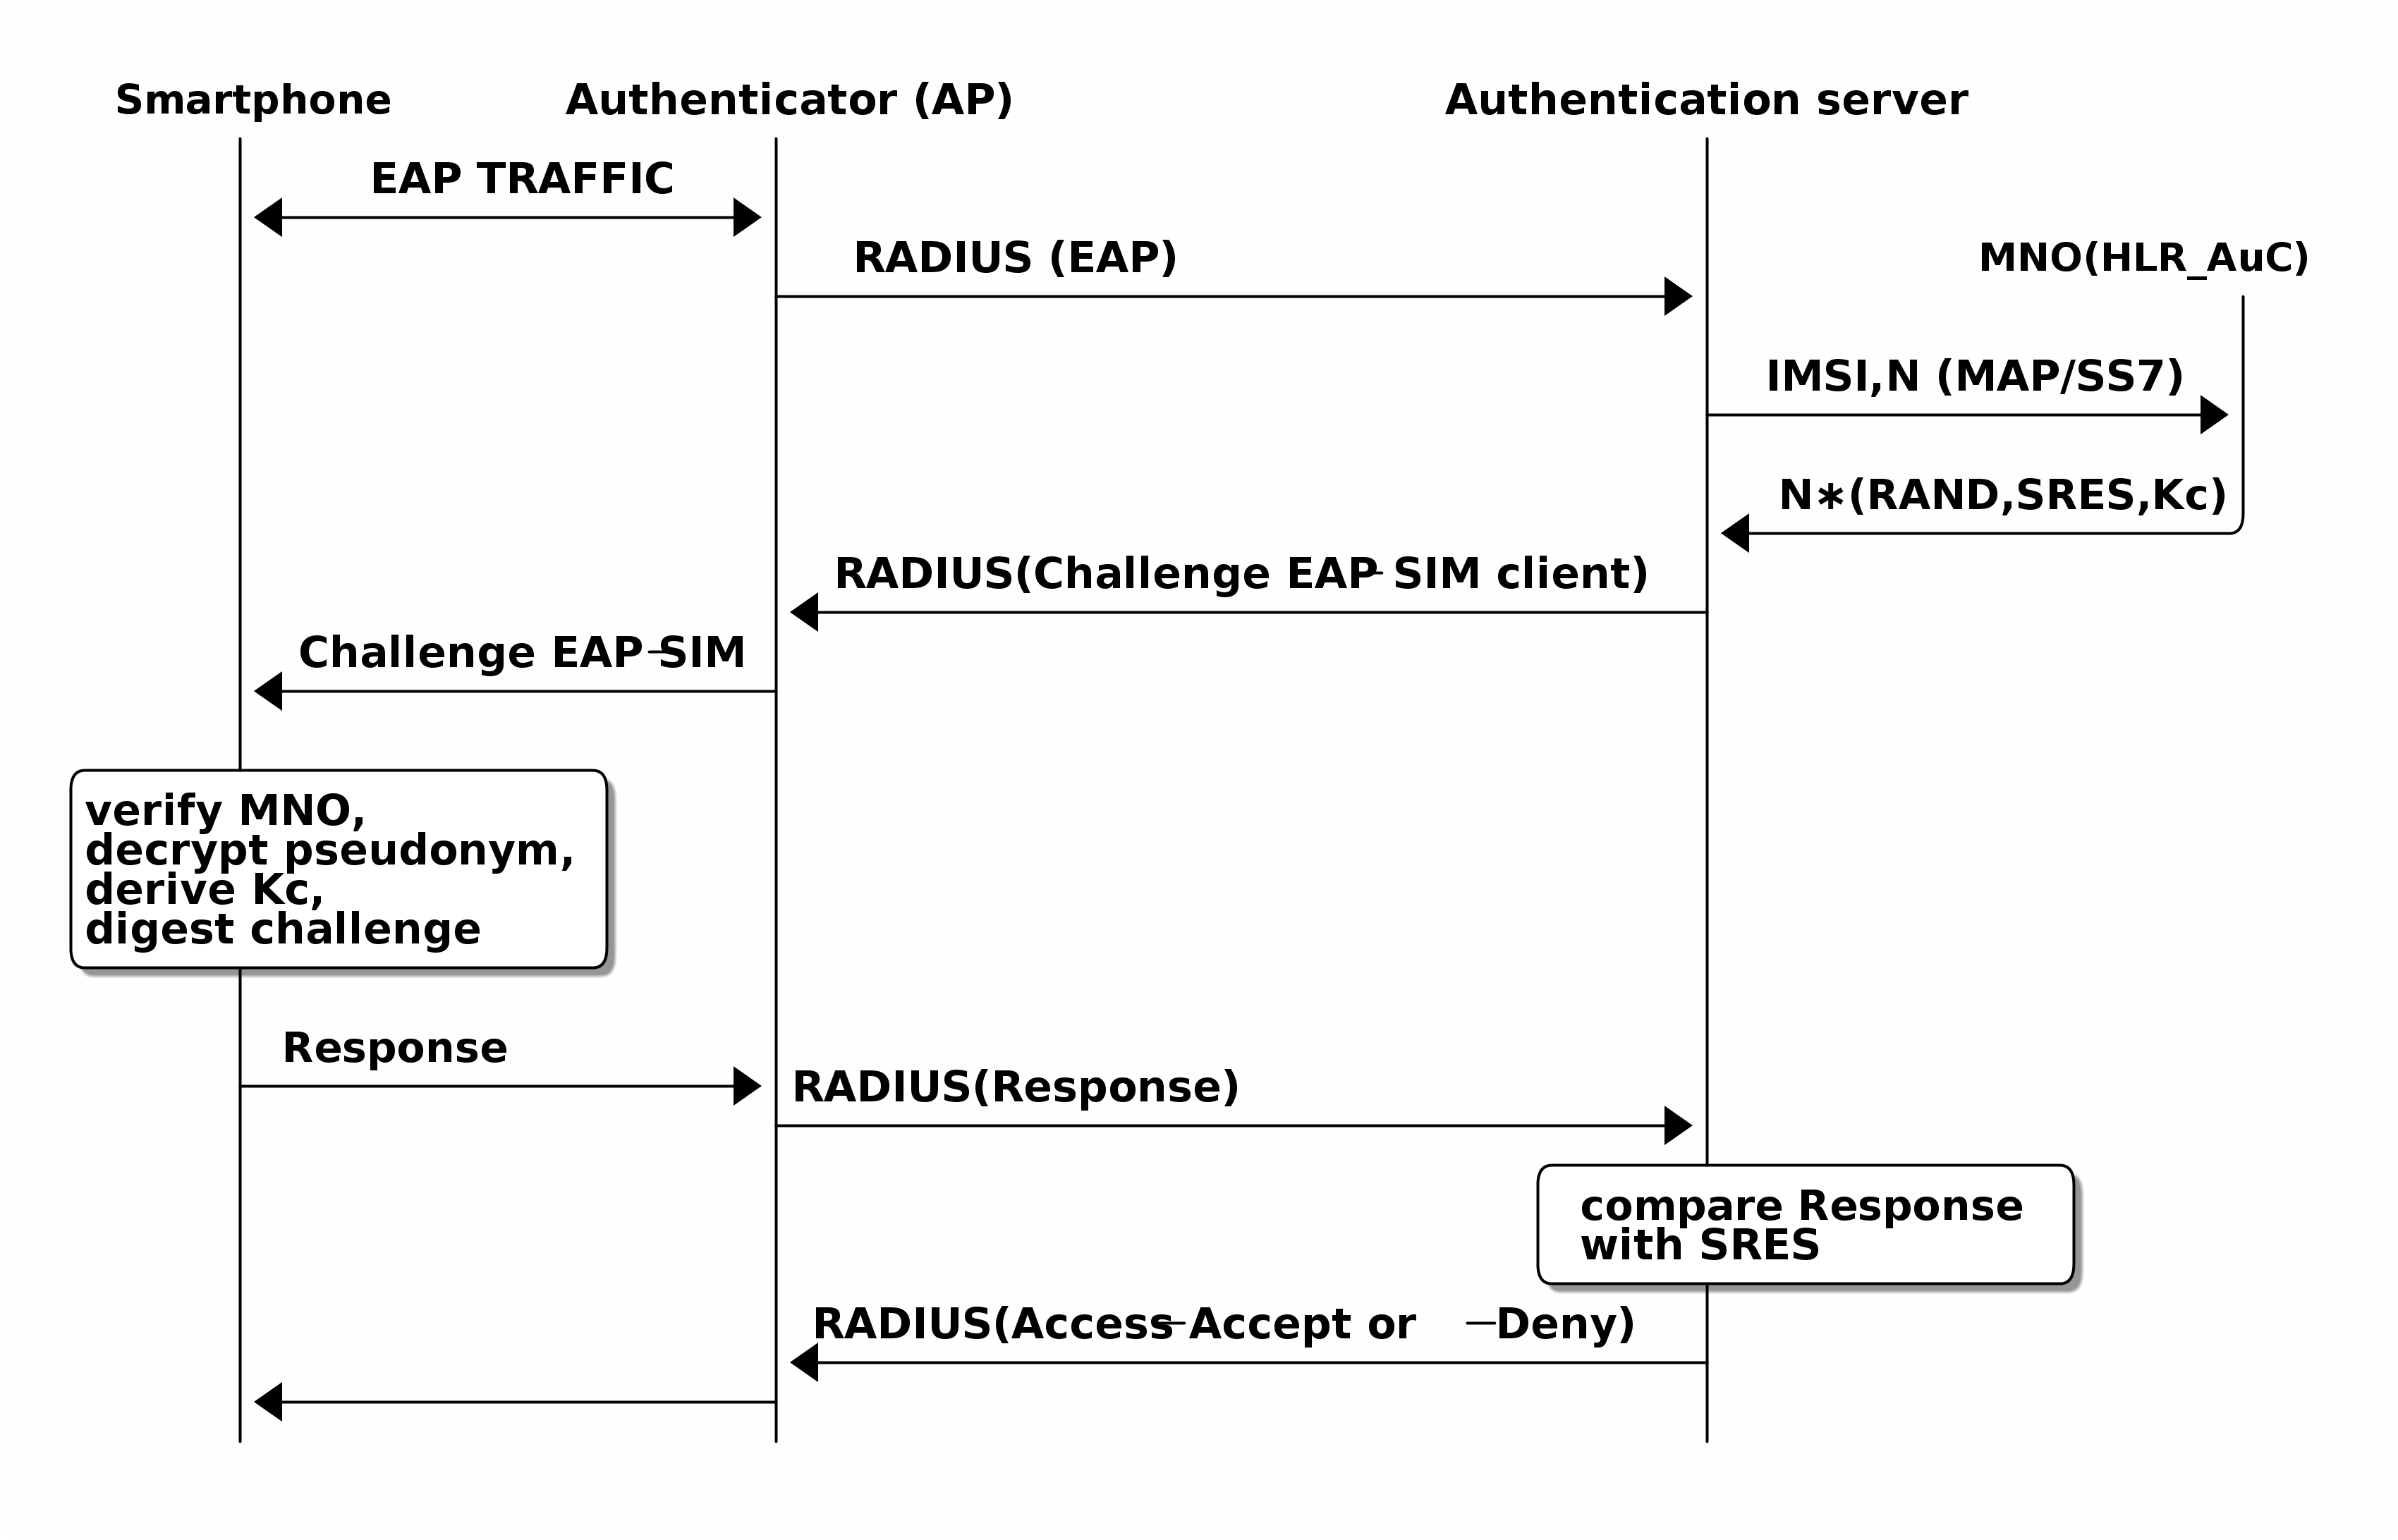 Smartphone
Authenticator (AP)
Authentication server
EAP TRAFFIC
RADIUS (EAP)
MNO(HLR_AuC)
IMSI,N (MAP/SS7)
N*(RAND,SRES,Kc)
RADIUS(Challenge EAP-SIM client)
Challenge EAP-SIM
verify MNO,
decrypt pseudonym,
derive Kc,
digest challenge
Response
RADIUS(Response)
compare Response
with SRES
RADIUS(Access-Accept or -Deny)